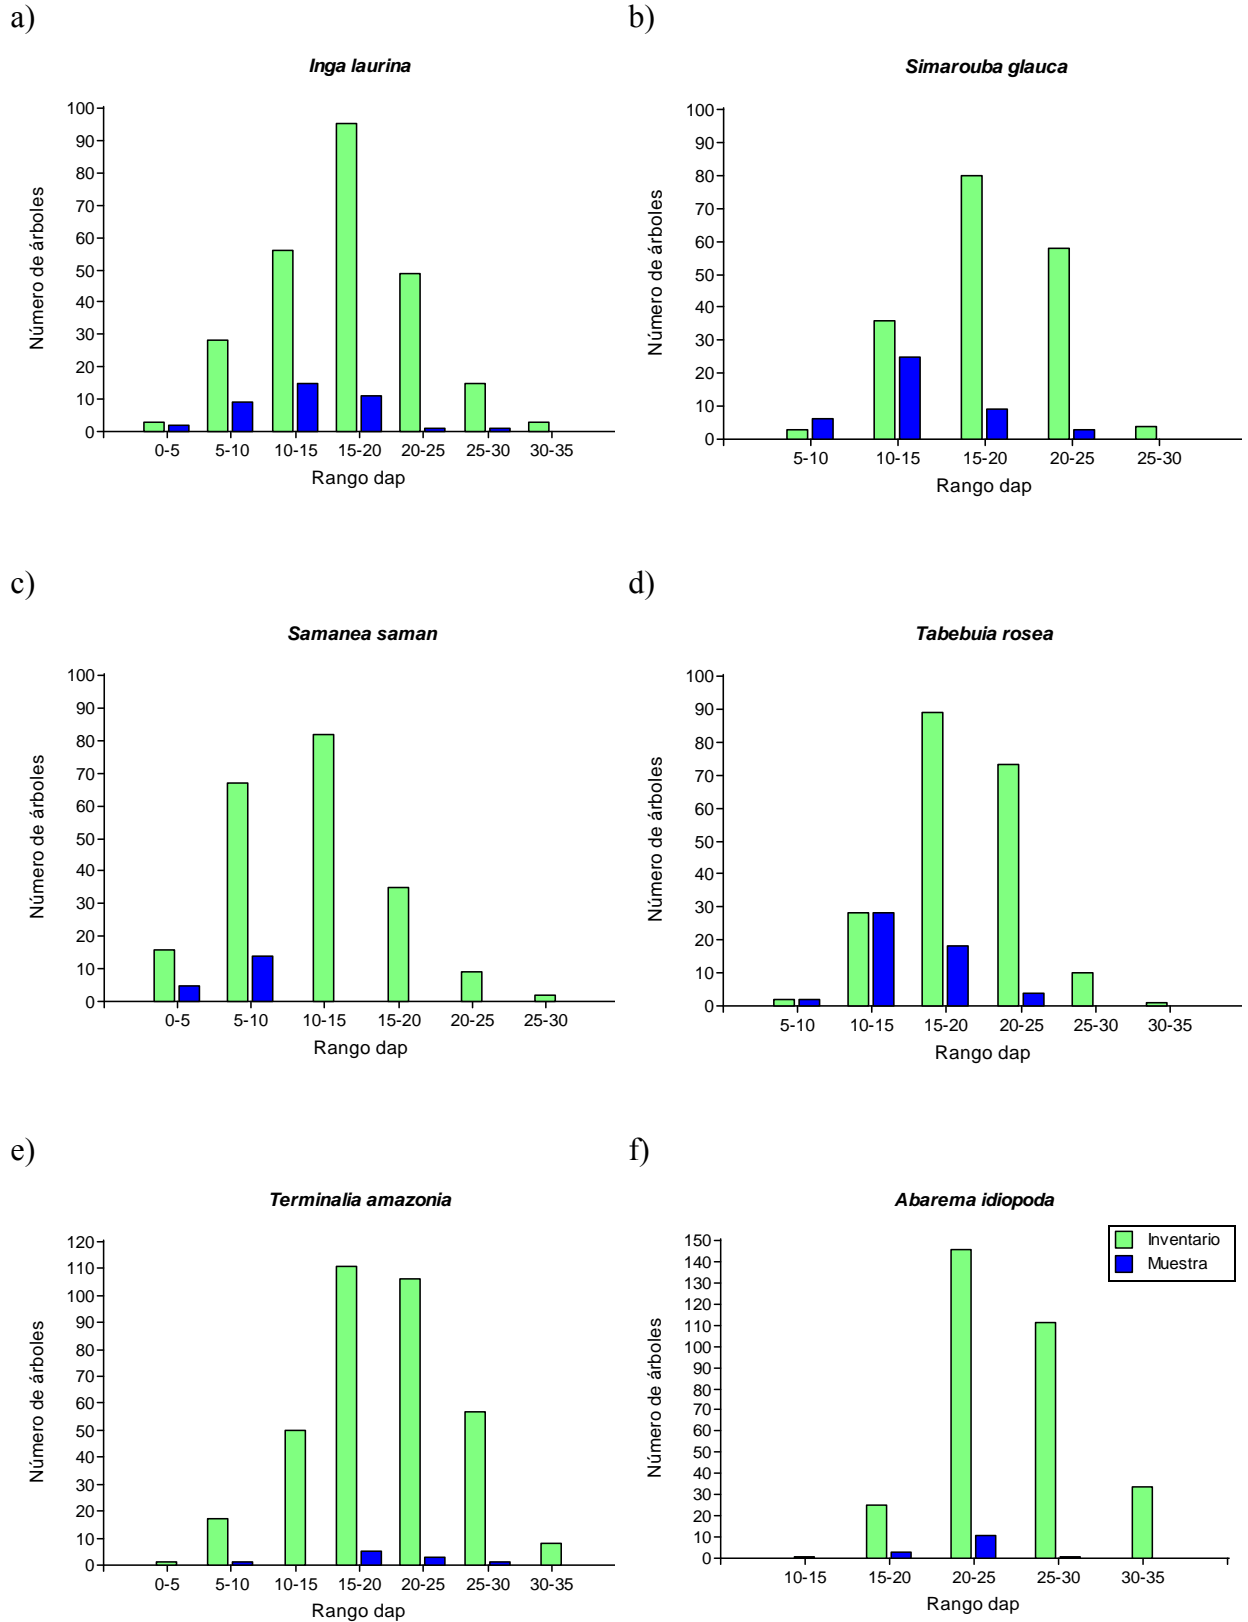 a)
Inga laurina
100
90
80
70
60
50
40
30
20
10
0
Número de árboles
0-5 5-10 10-15 15-20 20-25 25-30 30-35
Rango dap
b)
Simarouba glauca
100
90
80
70
60
50
40
30
20
10
0
Número de árboles
5-10 10-15 15-20 20-25 25-30
Rango dap
c)
Samanea saman
100
90
80
70
60
50
40
30
20
10
0
Número de árboles
0-5 5-10 10-15 15-20 20-25 25-30
Rango dap
d)
Tabebuia rosea
100
90
80
70
60
50
40
30
20
10
0
Número de árboles
5-10 10-15 15-20 20-25 25-30 30-35
Rango dap
e)
Terminalia amazonia
120
110
100
90
80
70
60
50
40
30
20
10
0
Número de árboles
0-5 5-10 10-15 15-20 20-25 25-30 30-35
Rango dap
f)
Abarema idiopoda
Inventario
Muestra
150
140
130
120
110
100
90
80
70
60
50
40
30
20
10
0
Número de árboles
10-15 15-20 20-25 25-30 30-35
Rango dap